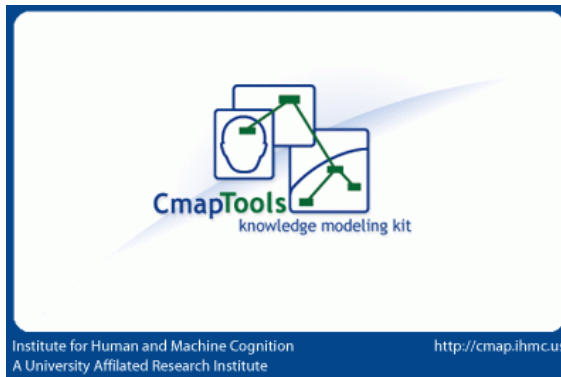 CmapTools
knowledge modeling kit
Institute for Human and Machine Cognition
http://cmap.ihmc.us
A University Affilated Research Institute